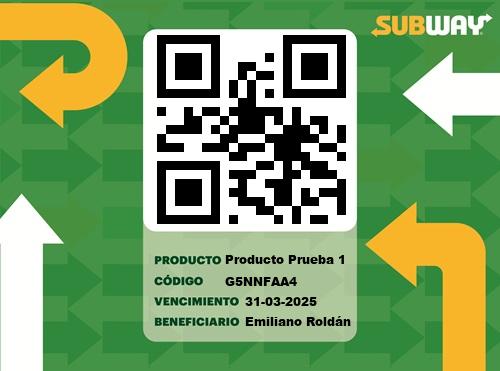 SUBWAY
PRODUCTO Producto Prueba 1
CÓDIGO G5NNFAA4
VENCIMIENTO 31-03-2025
BENEFICIARIO Emiliano Roldán